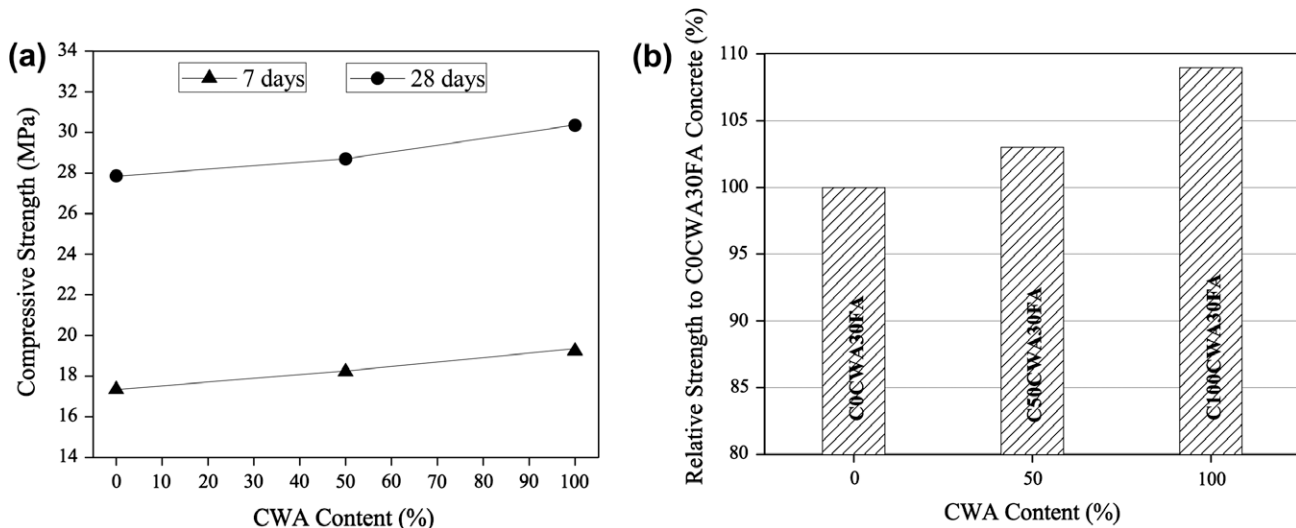 (a)
34
32
30
28
26
24
22
20
18
16
14
7 days
28 days
Compressive Strength (MPa)
0 10 20 30 40 50 60 70 80 90 100
CWA Content (%)
(b)
110
105
100
95
90
85
80
Relative Strength to C0CWA30FA Concrete (%)
C0CWA30FA
C50CWA30FA
C100CWA30FA
0 50 100
CWA Content (%)